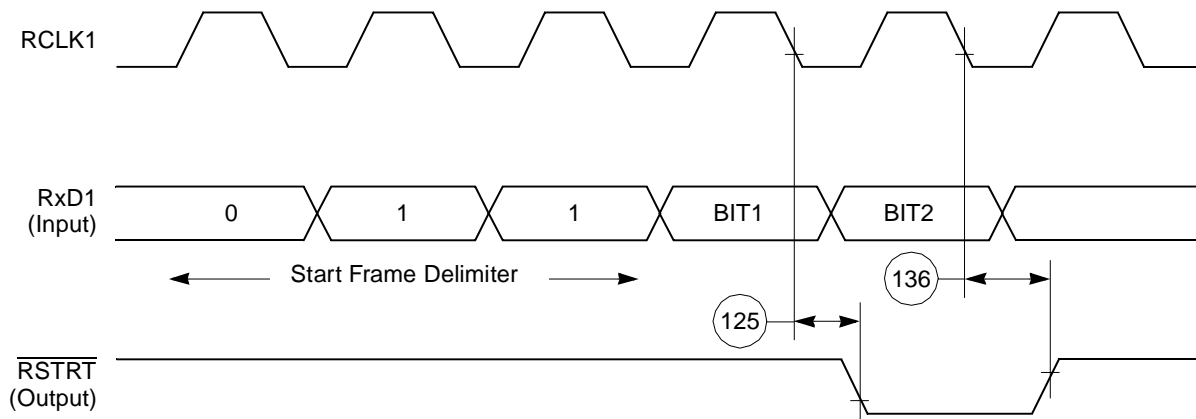 RCLK1
RxD1
(Input)
0
1
1
BIT1
BIT2
Start Frame Delimiter
136
125
RSTRT
(Output)